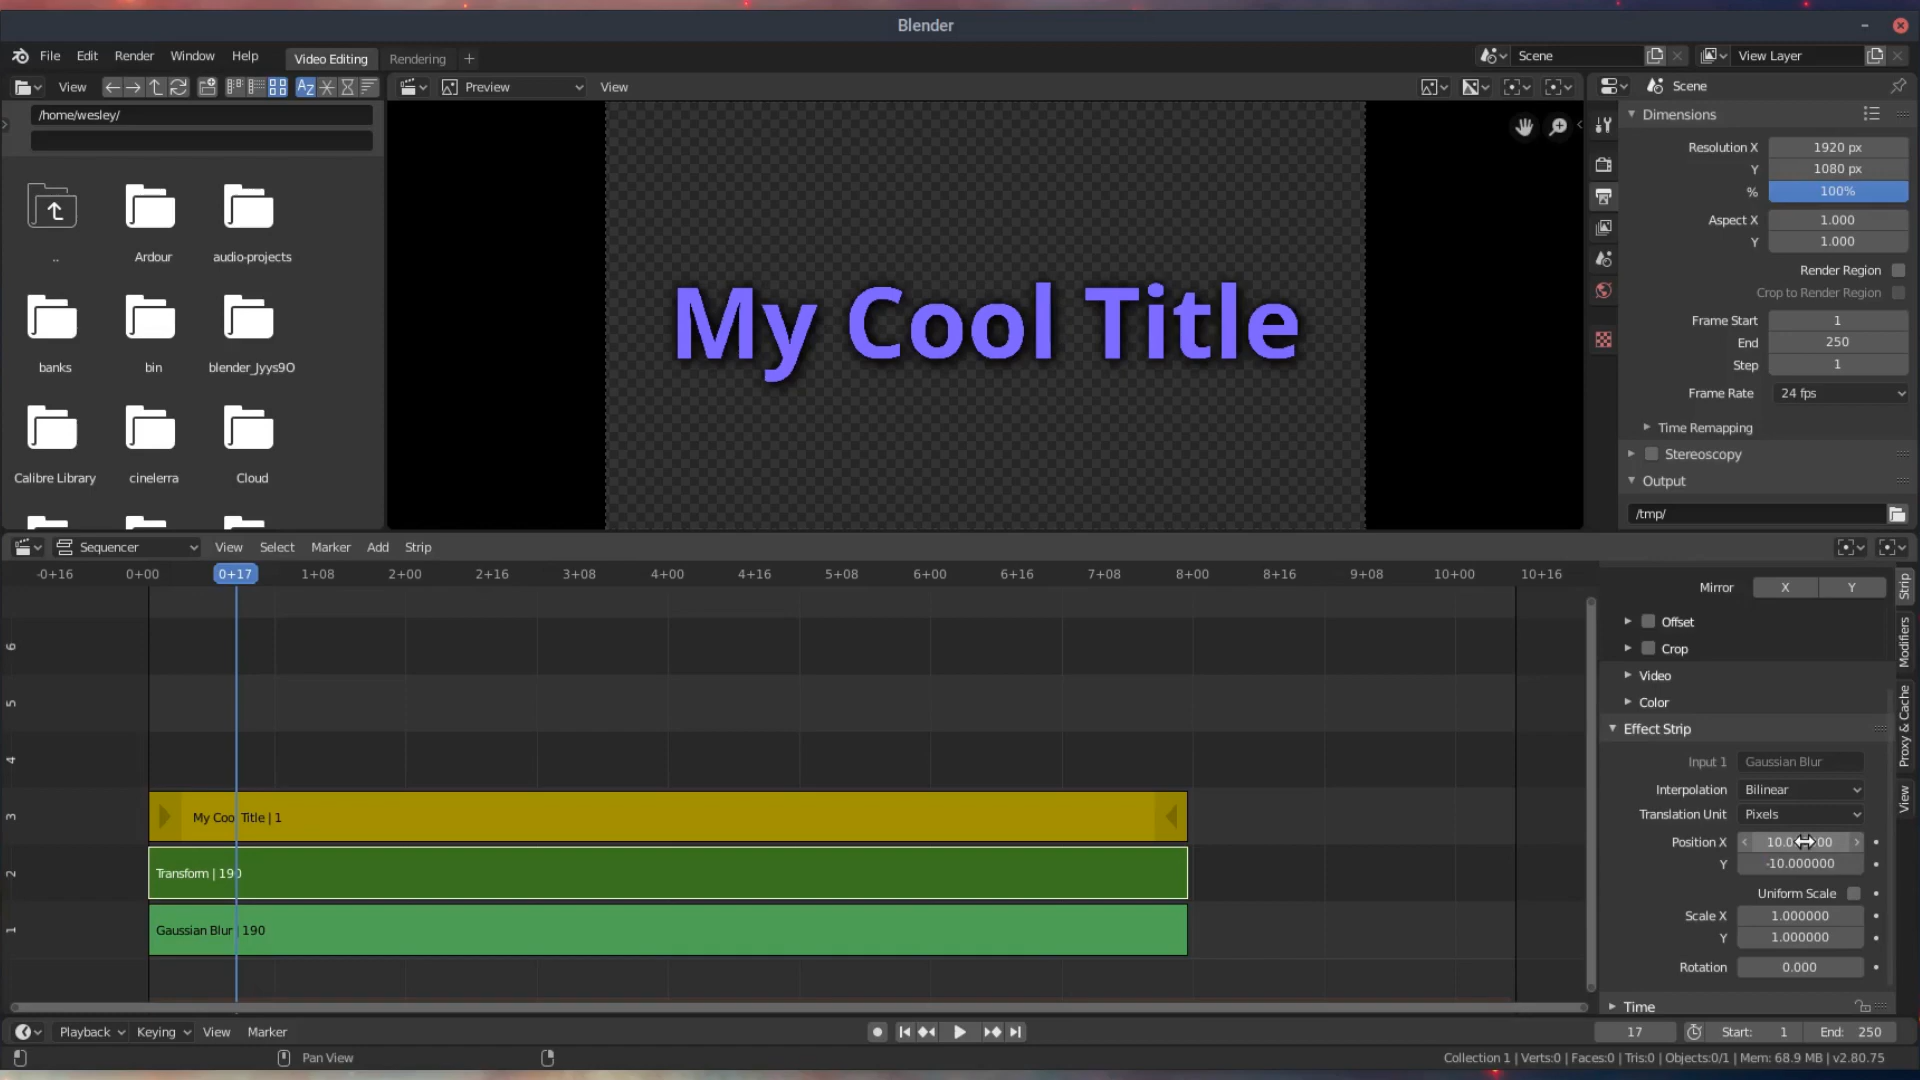 Blender
File Edit Render Window Help Video Editing Rendering + Scene View Layer
View Preview View Scene
/home/wesley/
..
Ardour
audio-projects
banks
bin
blender_Jyys9O
Calibre Library
cinelerra
Cloud
My Cool Title
Dimensions
Resolution X 1920 px
Y 1080 px
% 100%
Aspect X 1.000
Y 1.000
Render Region
Crop to Render Region
Frame Start 1
End 250
Step 1
Frame Rate 24 fps
Time Remapping
Stereoscopy
Output
/tmp/
Sequencer View Select Marker Add Strip
-0+16 0+00 0+17 1+08 2+00 2+16 3+08 4+00 4+16 5+08 6+00 6+16 7+08 8+00 8+16 9+08 10+00 10+16
6
5
4
3
2
1
My Cool Title | 1
Transform | 190
Gaussian Blur | 190
Mirror X Y
Offset
Crop
Video
Color
Effect Strip
Input 1 Gaussian Blur
Interpolation Bilinear
Translation Unit Pixels
Position X
Y -10.000000
Uniform Scale
Scale X 1.000000
Y 1.000000
Rotation 0.000
Time
Strip
Modifiers
Proxy & Cache
View
Playback Keying View Marker 17 Start: 1 End: 250
Pan View
Collection 1 | Verts:0 | Faces:0 | Tris:0 | Objects:0/1 | Mem: 68.9 MB | v2.80.75